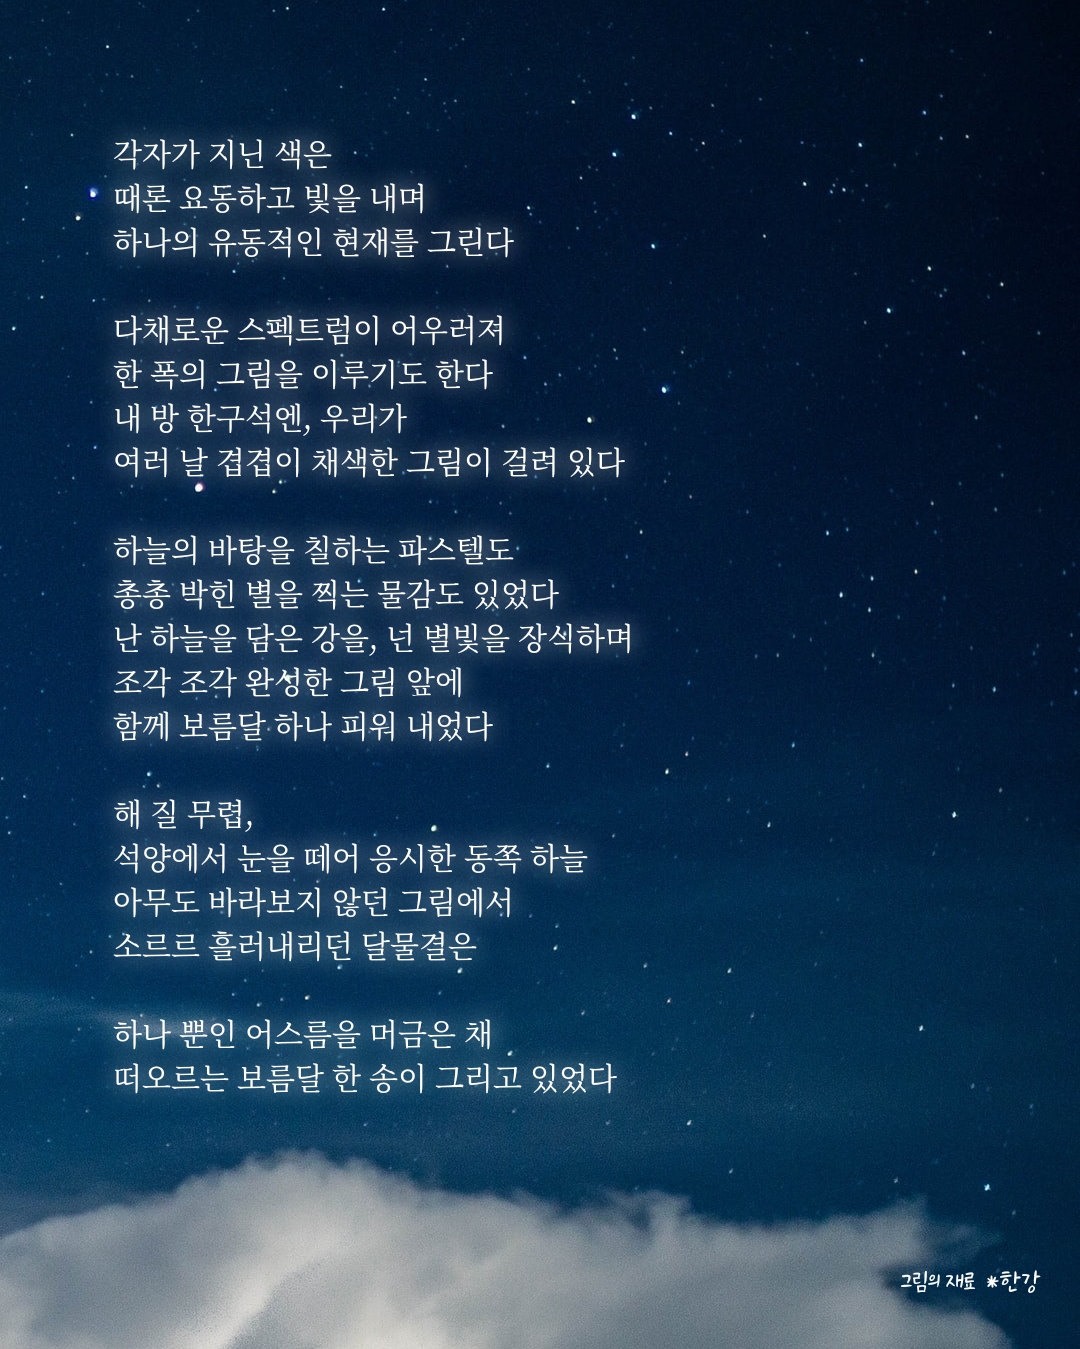 각자가 지닌 색은
때론 요동하고 빛을 내며
하나의 유동적인 현재를 그린다
다채로운 스펙트럼이 어우러져
한 폭의 그림을 이루기도 한다
내 방 한구석엔, 우리가
여러 날 겹겹이 채색한 그림이 걸려 있다
하늘의 바탕을 칠하는 파스텔도
총총 박힌 별을 찍는 물감도 있었다
난 하늘을 담은 강을, 넌 별빛을 장식하며
조각 조각 완성한 그림 앞에
함께 보름달 하나 피워 내었다
해 질 무렵,
석양에서 눈을 떼어 응시한 동쪽 하늘
아무도 바라보지 않던 그림에서
소르르 흘러내리던 달물결은
하나 뿐인 어스름을 머금은 채
떠오르는 보름달 한 송이 그리고 있었다
그림의 재료 *한강